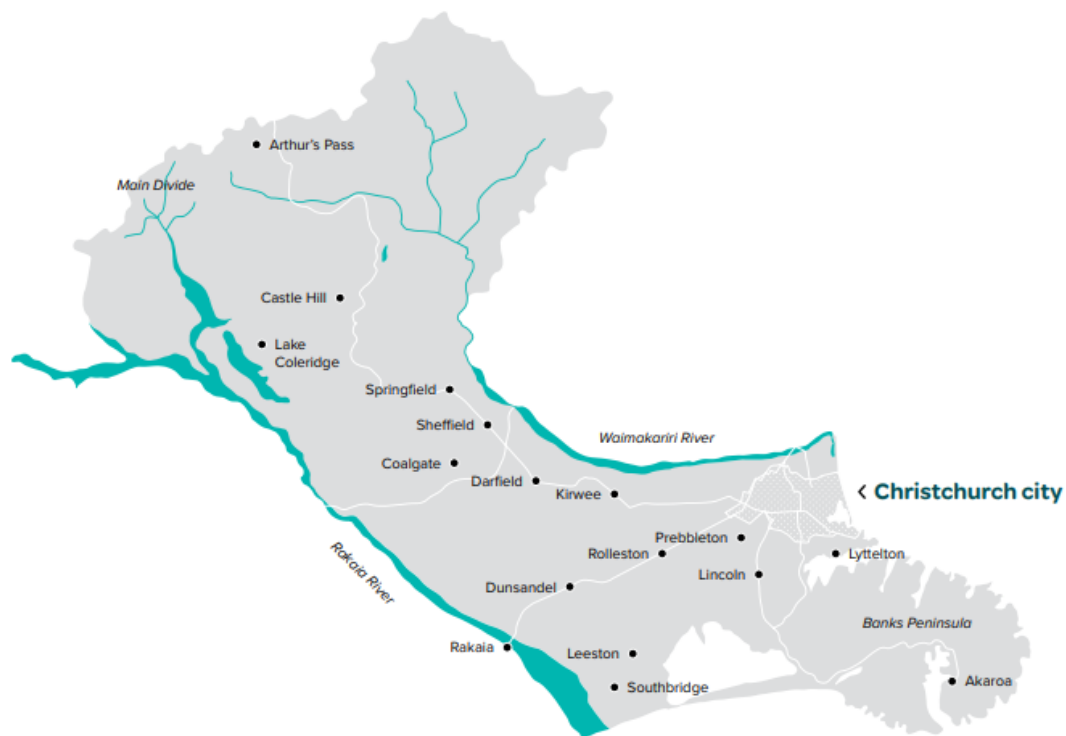 Arthur's Pass
Main Divide
Castle Hill
Lake
Coleridge
Springfield
Sheffield
Waimakariri River
Coalgate
Darfield
Kirwee
< Christchurch city
Prebbleton
Rolleston
Lyttelton
Rakaia River
Lincoln
Dunsandel
Banks Peninsula
Rakaia
Leeston
Akaroa
Southbridge